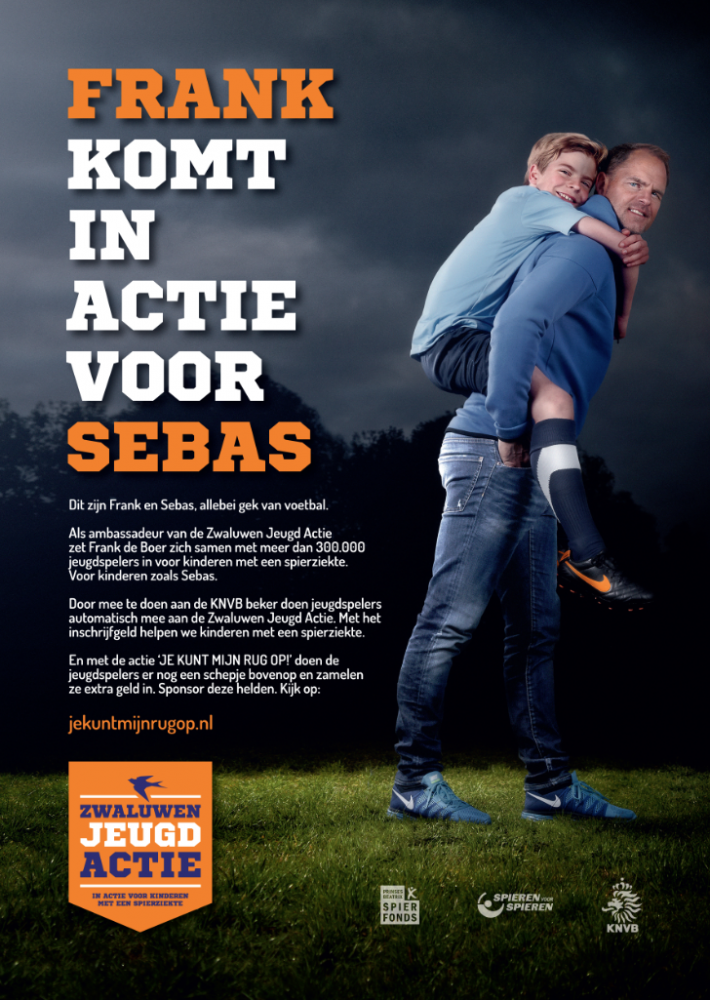 FRANK
KOMT
IN
ACTIE
VOOR
SEBAS
Dit zijn Frank en Sebas, allebei gek van voetbal.
Als ambassadeur van de Zwaluwen Jeugd Actie
zet Frank de Boer zich samen met meer dan 300.000
jeugdspelers in voor kinderen met een spierziekte.
Voor kinderen zoals Sebas.
Door mee te doen aan de KNVB beker doen jeugdspelers
automatisch mee aan de Zwaluwen Jeugd Actie. Met het
inschrijfgeld helpen we kinderen met een spierziekte.
En met de actie ‘JE KUNT MIJN RUG OP!’ doen de
jeugdspelers er nog een schepje bovenop en zamelen
ze extra geld in. Sponsor deze helden. Kijk op:
jekuntmijnrugop.nl
ZWALUWEN
JEUGD
ACTIE
IN ACTIE VOOR KINDEREN
MET EEN SPIERZIEKTE
PRINSES
BEATRIX
SPIER
FONDS
SPIEREN VOOR
SPIEREN
KNVB